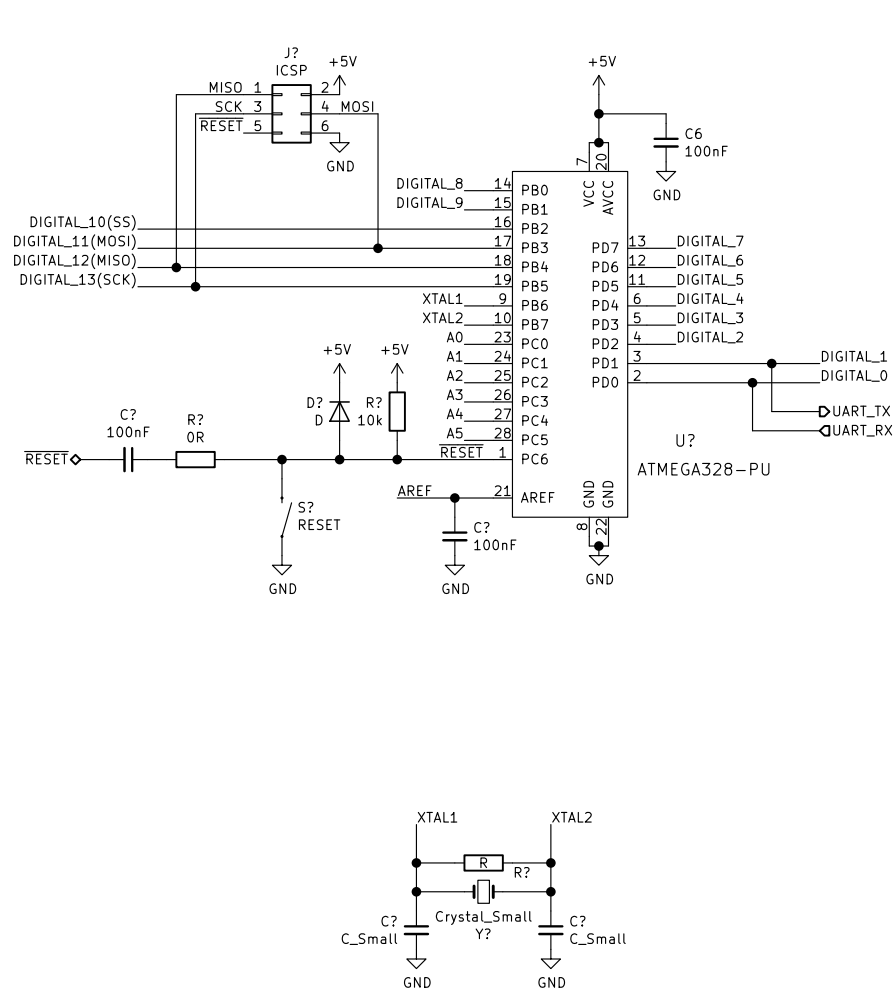 J?
ICSP
+5V
MISO 1
2
SCK 3
4 MOSI
RESET 5
6
GND
+5V
C6
100nF
GND
7
20
VCC
AVCC
DIGITAL_8 14 PB0
DIGITAL_9 15 PB1
DIGITAL_10(SS) 16 PB2
DIGITAL_11(MOSI) 17 PB3
DIGITAL_12(MISO) 18 PB4
DIGITAL_13(SCK) 19 PB5
XTAL1 9 PB6
XTAL2 10 PB7
A0 23 PC0
A1 24 PC1
A2 25 PC2
A3 26 PC3
A4 27 PC4
A5 28 PC5
RESET 1 PC6
AREF 21 AREF
PD7 13 DIGITAL_7
PD6 12 DIGITAL_6
PD5 11 DIGITAL_5
PD4 6 DIGITAL_4
PD3 5 DIGITAL_3
PD2 4 DIGITAL_2
PD1 3 DIGITAL_1
PD0 2 DIGITAL_0
UART_TX
UART_RX
U?
ATMEGA328-PU
GND
GND
8
22
GND
+5V
+5V
D?
D
R?
10k
C?
100nF
R?
0R
RESET
S?
RESET
GND
C?
100nF
GND
XTAL1
XTAL2
R
R?
Crystal_Small
Y?
C?
C_Small
C?
C_Small
GND
GND